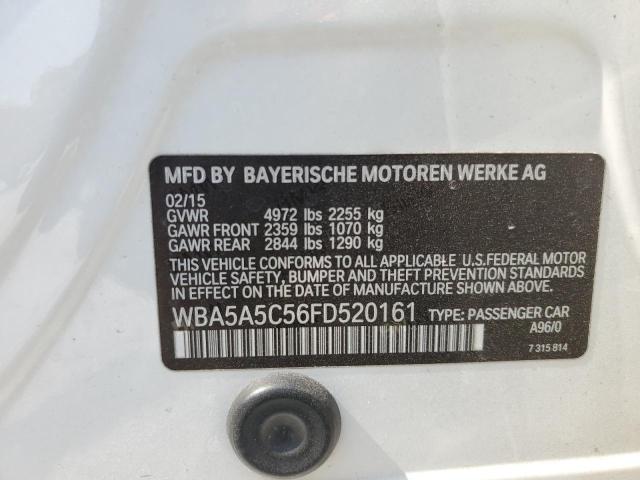 MFD BY BAYERISCHE MOTOREN WERKE AG
02/15
GVWR 4972 lbs 2255 kg
GAWR FRONT 2359 lbs 1070 kg
GAWR REAR 2844 lbs 1290 kg
THIS VEHICLE CONFORMS TO ALL APPLICABLE U.S.FEDERAL MOTOR
VEHICLE SAFETY, BUMPER AND THEFT PREVENTION STANDARDS
IN EFFECT ON THE DATE OF MANUFACTURE SHOWN ABOVE.
WBA5A5C56FD520161 TYPE: PASSENGER CAR
A96/0
7 315 814